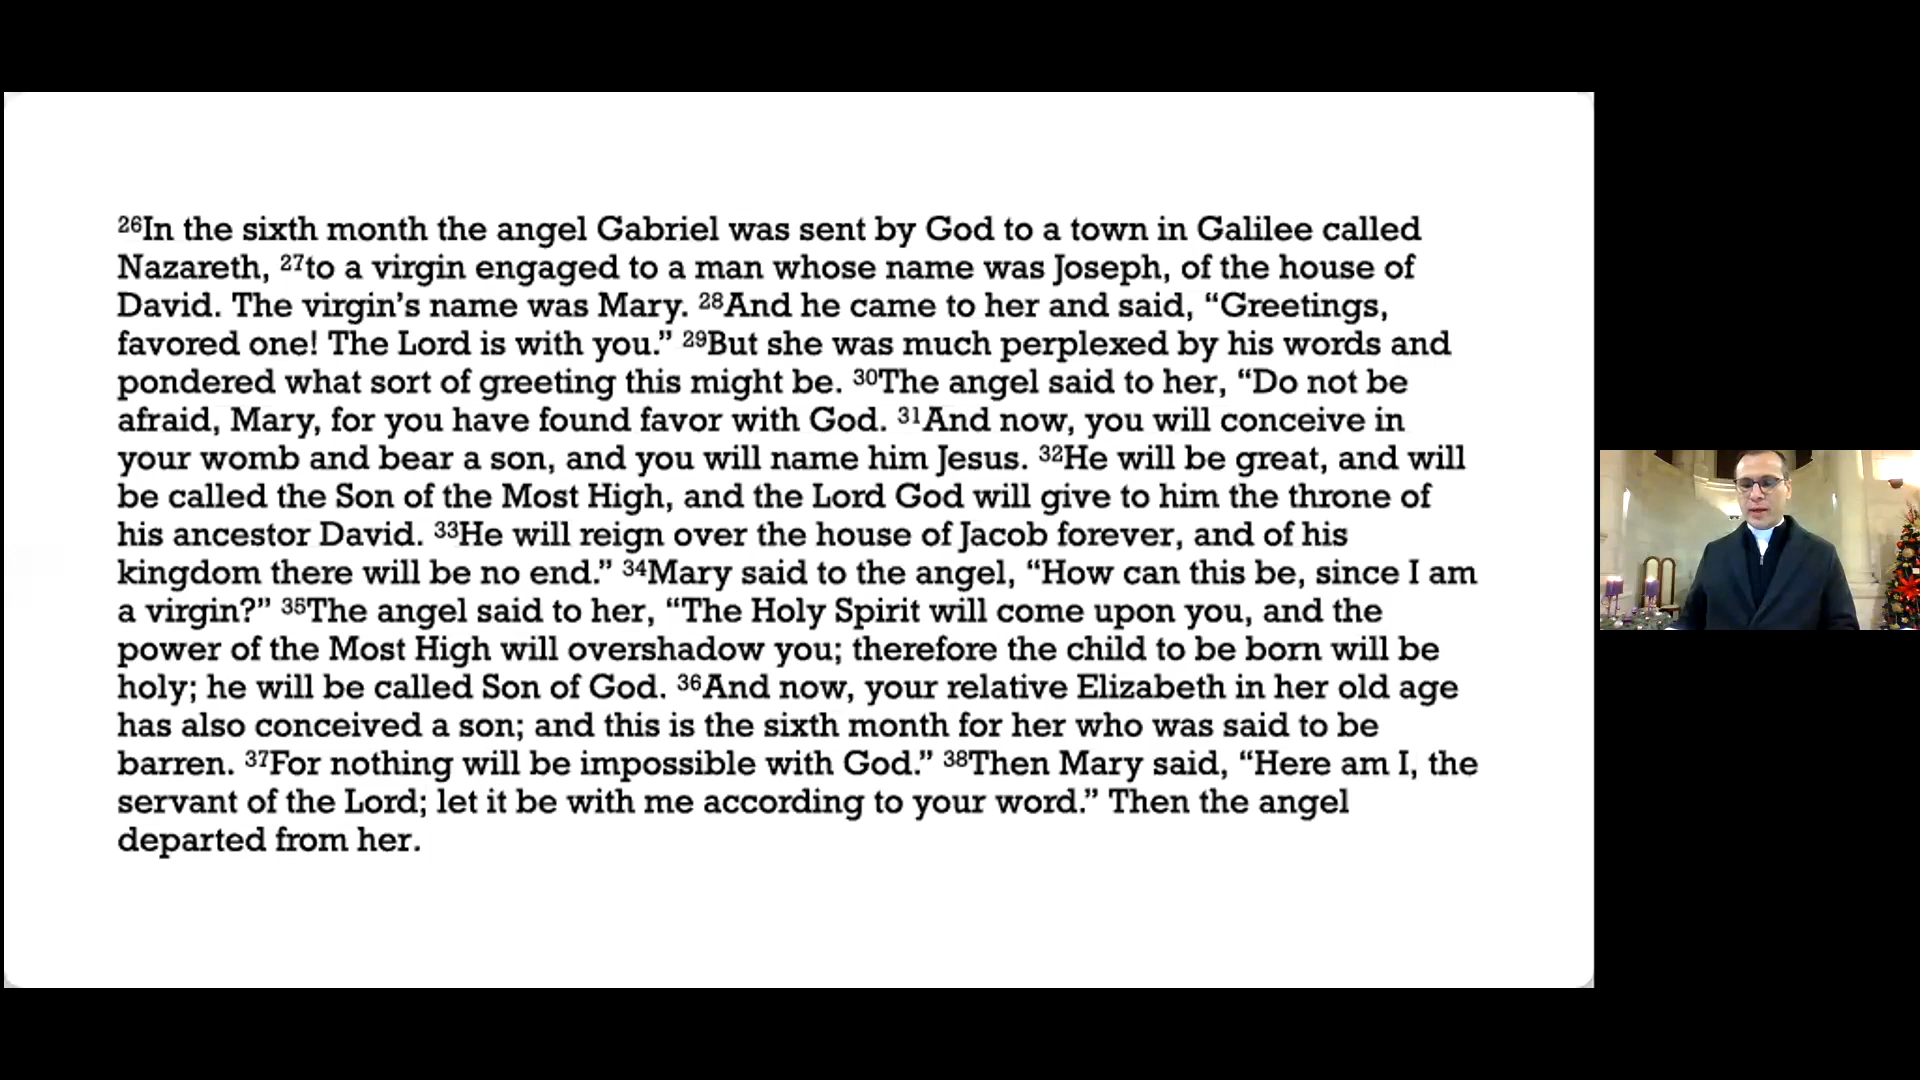 26In the sixth month the angel Gabriel was sent by God to a town in Galilee called
Nazareth, 27to a virgin engaged to a man whose name was Joseph, of the house of
David. The virgin’s name was Mary. 28And he came to her and said, “Greetings,
favored one! The Lord is with you.” 29But she was much perplexed by his words and
pondered what sort of greeting this might be. 30The angel said to her, “Do not be
afraid, Mary, for you have found favor with God. 31And now, you will conceive in
your womb and bear a son, and you will name him Jesus. 32He will be great, and will
be called the Son of the Most High, and the Lord God will give to him the throne of
his ancestor David. 33He will reign over the house of Jacob forever, and of his
kingdom there will be no end.” 34Mary said to the angel, “How can this be, since I am
a virgin?” 35The angel said to her, “The Holy Spirit will come upon you, and the
power of the Most High will overshadow you; therefore the child to be born will be
holy; he will be called Son of God. 36And now, your relative Elizabeth in her old age
has also conceived a son; and this is the sixth month for her who was said to be
barren. 37For nothing will be impossible with God.” 38Then Mary said, “Here am I, the
servant of the Lord; let it be with me according to your word.” Then the angel
departed from her.